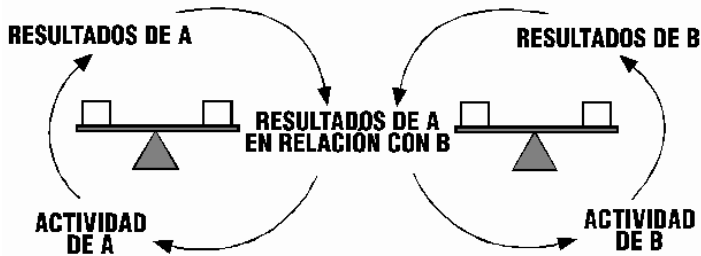 RESULTADOS DE A
RESULTADOS DE B
RESULTADOS DE A
EN RELACIÓN CON B
ACTIVIDAD
DE A
ACTIVIDAD
DE B